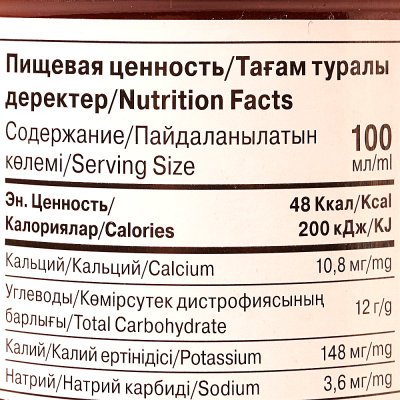 Пищевая ценность/Тағам туралы
деректер/Nutrition Facts
Содержание/Пайдаланылатын
көлемі/Serving Size
100
мл/ml
Эн. Ценность/
Калориялар/Calories
48 Ккал/Kcal
200 кДж/KJ
Кальций/Кальций/Calcium 10,8 мг/mg
Углеводы/Көмірсутек дистрофиясының
барлығы/Total Carbohydrate
12 г/g
Калий/Калий ертіндісі/Potassium 148 мг/mg
Натрий/Натрий карбиді/Sodium 3,6 мг/mg